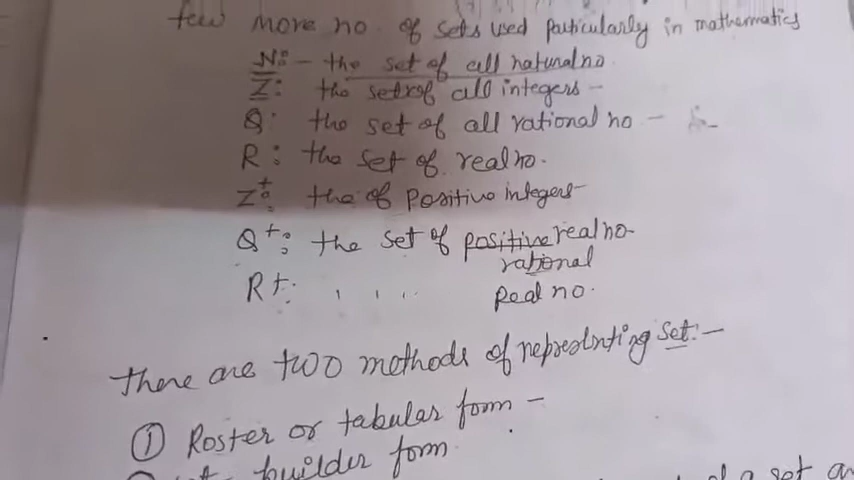 few more no. of sets used particularly in mathematics
N:- the set of all natural no
Z: the set of all integers -
Q: the set of all rational no -
R: the set of real no.
Z+: the of Positive integers -
Q+: the set of positive real no-
rational
R+: , , .. Real no.
there are two methods of representing set:-
① Roster or tabular form -
builder form
of a set